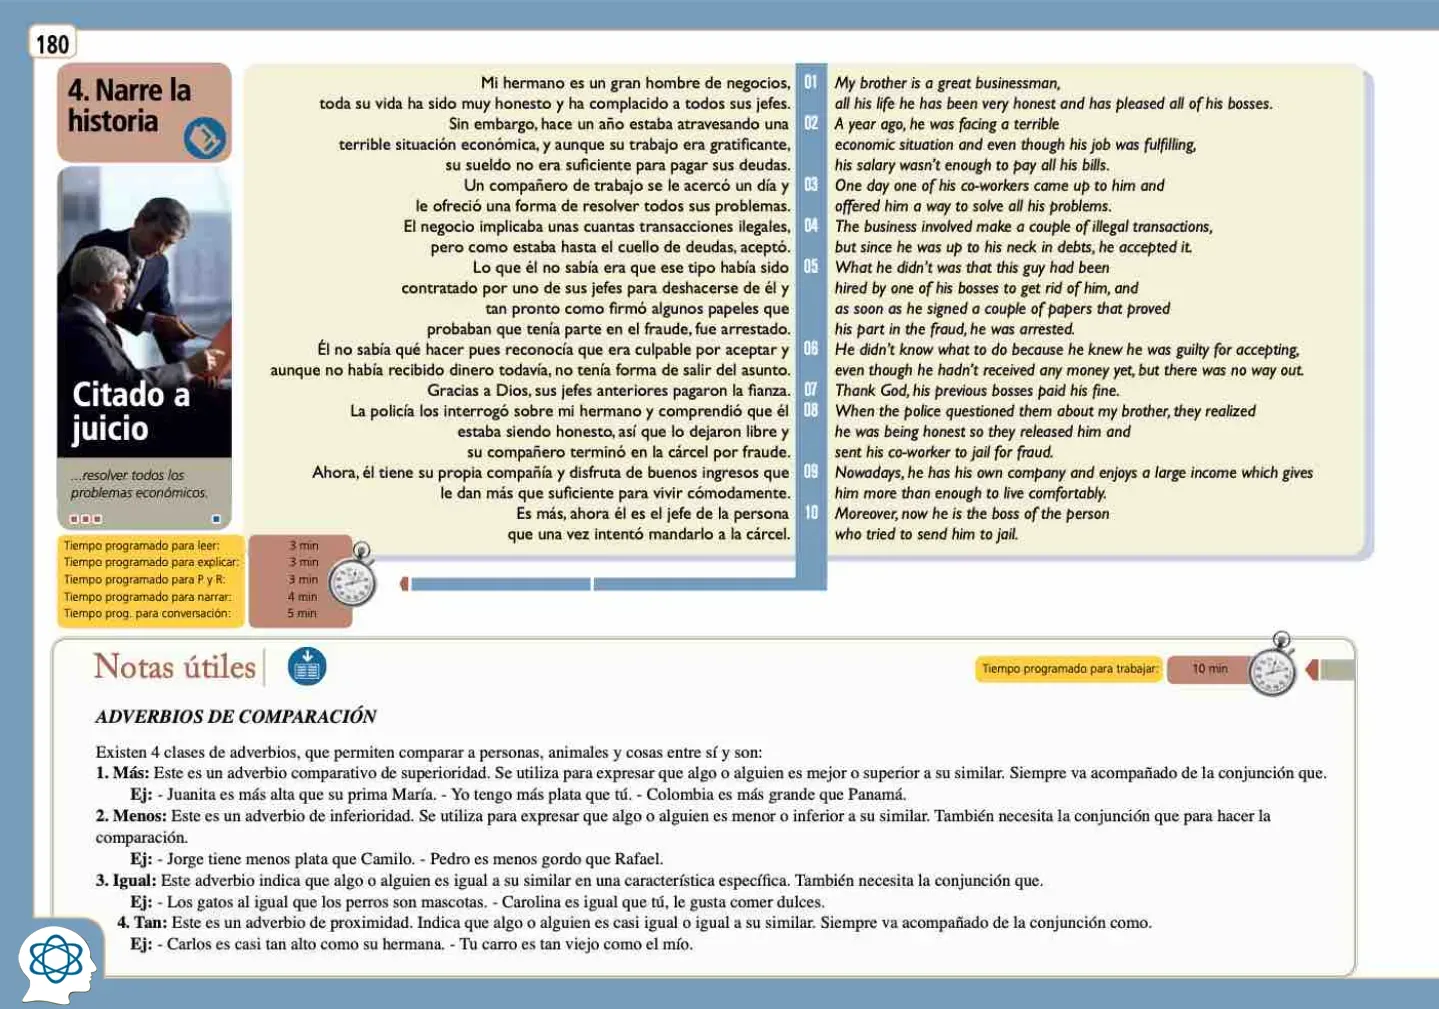 180
4. Narre la
historia
Citado a
juicio
...resolver todos los
problemas económicos.
Mi hermano es un gran hombre de negocios,
toda su vida ha sido muy honesto y ha complacido a todos sus jefes.
Sin embargo, hace un año estaba atravesando una
terrible situación económica, y aunque su trabajo era gratificante,
su sueldo no era suficiente para pagar sus deudas.
Un compañero de trabajo se le acercó un día y
le ofreció una forma de resolver todos sus problemas.
El negocio implicaba unas cuantas transacciones ilegales,
pero como estaba hasta el cuello de deudas, aceptó.
Lo que él no sabía era que ese tipo había sido
contratado por uno de sus jefes para deshacerse de él y
tan pronto como firmó algunos papeles que
probaban que tenía parte en el fraude, fue arrestado.
Él no sabía qué hacer pues reconocía que era culpable por aceptar y
aunque no había recibido dinero todavía, no tenía forma de salir del asunto.
Gracias a Dios, sus jefes anteriores pagaron la fianza.
La policía los interrogó sobre mi hermano y comprendió que él
estaba siendo honesto, así que lo dejaron libre y
su compañero terminó en la cárcel por fraude.
Ahora, él tiene su propia compañía y disfruta de buenos ingresos que
le dan más que suficiente para vivir cómodamente.
Es más, ahora él es el jefe de la persona
que una vez intentó mandarlo a la cárcel.
01
02
03
04
05
06
07
08
09
10
My brother is a great businessman,
all his life he has been very honest and has pleased all of his bosses.
A year ago, he was facing a terrible
economic situation and even though his job was fulfilling,
his salary wasn't enough to pay all his bills.
One day one of his co-workers came up to him and
offered him a way to solve all his problems.
The business involved make a couple of illegal transactions,
but since he was up to his neck in debts, he accepted it.
What he didn't was that this guy had been
hired by one of his bosses to get rid of him, and
as soon as he signed a couple of papers that proved
his part in the fraud, he was arrested.
He didn't know what to do because he knew he was guilty for accepting,
even though he hadn't received any money yet, but there was no way out.
Thank God, his previous bosses paid his fine.
When the police questioned them about my brother, they realized
he was being honest so they released him and
sent his co-worker to jail for fraud.
Nowadays, he has his own company and enjoys a large income which gives
him more than enough to live comfortably.
Moreover, now he is the boss of the person
who tried to send him to jail.
Tiempo programado para leer: 3 min
Tiempo programado para explicar: 3 min
Tiempo programado para P y R: 3 min
Tiempo programado para narrar: 4 min
Tiempo prog. para conversación: 5 min
Notas útiles
Tiempo programado para trabajar: 10 min
ADVERBIOS DE COMPARACIÓN
Existen 4 clases de adverbios, que permiten comparar a personas, animales y cosas entre sí y son:
1. Más: Este es un adverbio comparativo de superioridad. Se utiliza para expresar que algo o alguien es mejor o superior a su similar. Siempre va acompañado de la conjunción que.
Ej: - Juanita es más alta que su prima María. - Yo tengo más plata que tú. - Colombia es más grande que Panamá.
2. Menos: Este es un adverbio de inferioridad. Se utiliza para expresar que algo o alguien es menor o inferior a su similar. También necesita la conjunción que para hacer la
comparación.
Ej: - Jorge tiene menos plata que Camilo. - Pedro es menos gordo que Rafael.
3. Igual: Este adverbio indica que algo o alguien es igual a su similar en una característica específica. También necesita la conjunción que.
Ej: - Los gatos al igual que los perros son mascotas. - Carolina es igual que tú, le gusta comer dulces.
4. Tan: Este es un adverbio de proximidad. Indica que algo o alguien es casi igual o igual a su similar. Siempre va acompañado de la conjunción como.
Ej: - Carlos es casi tan alto como su hermana. - Tu carro es tan viejo como el mío.